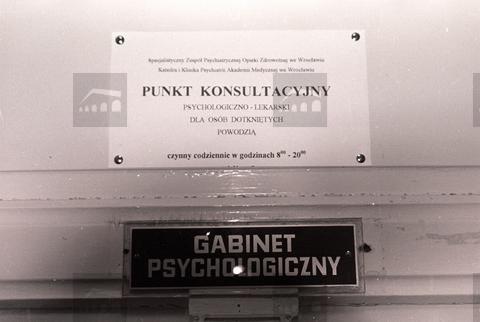 Specjalistyczny Zespół Psychiatrycznej Opieki Zdrowotnej we Wrocławiu
Katedra i Klinika Psychiatrii Akademii Medycznej we Wrocławiu
PUNKT KONSULTACYJNY
PSYCHOLOGICZNO - LEKARSKI
DLA OSÓB DOTKNIĘTYCH
POWODZIĄ
czynny codziennie w godzinach 8⁰⁰ - 20⁰⁰
GABINET
PSYCHOLOGICZNY